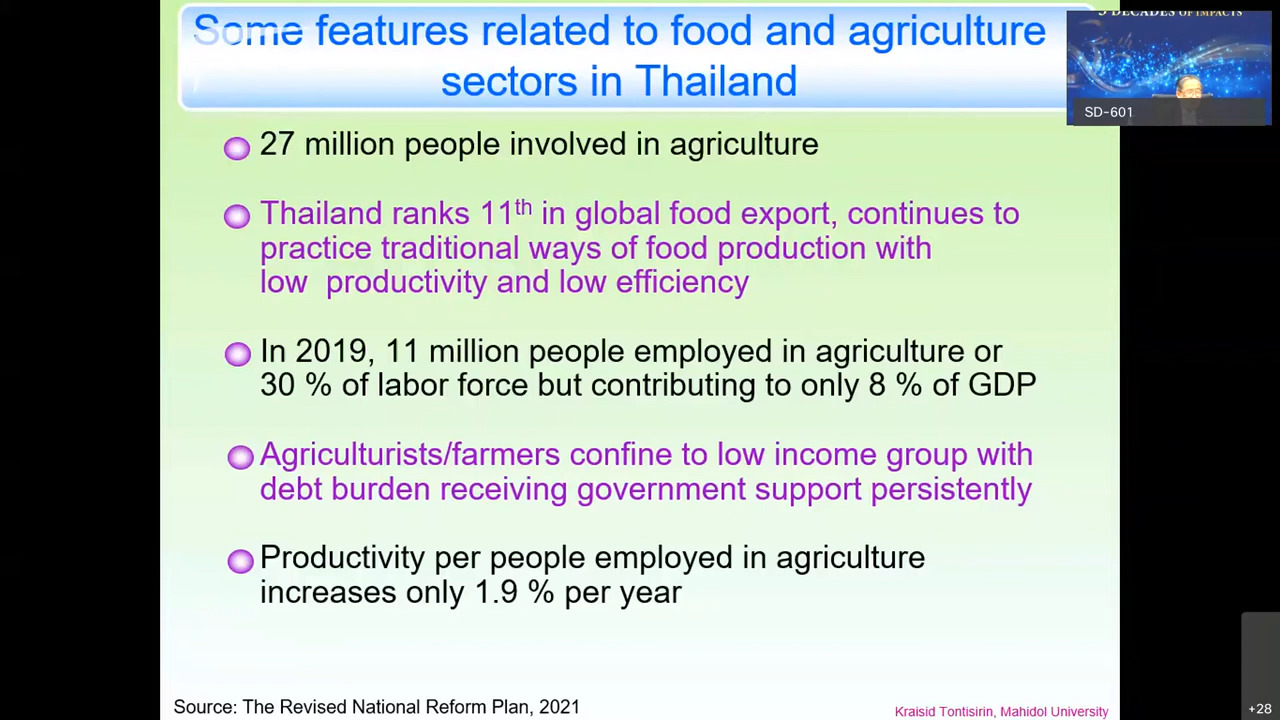 Some features related to food and agriculture
sectors in Thailand
27 million people involved in agriculture
Thailand ranks 11th in global food export, continues to
practice traditional ways of food production with
low productivity and low efficiency
In 2019, 11 million people employed in agriculture or
30 % of labor force but contributing to only 8 % of GDP
Agriculturists/farmers confine to low income group with
debt burden receiving government support persistently
Productivity per people employed in agriculture
increases only 1.9 % per year
Source: The Revised National Reform Plan, 2021
Kraisid Tontisirin, Mahidol University
DECADES OF IMPACTS
SD-601
+28